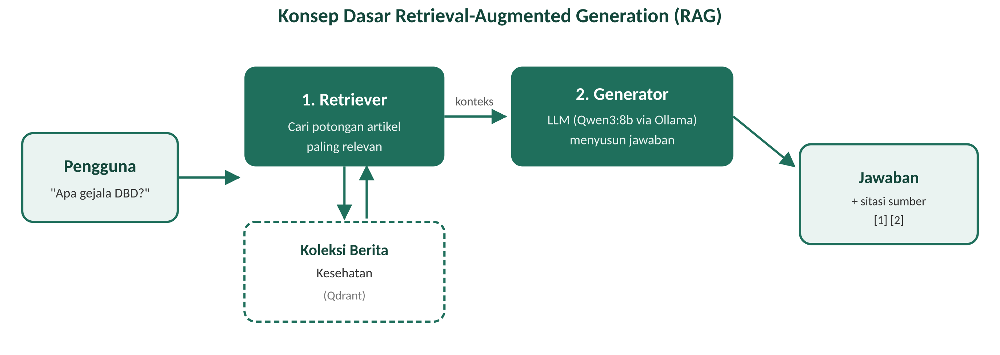 Konsep Dasar Retrieval-Augmented Generation (RAG)
Pengguna
"Apa gejala DBD?"
1. Retriever
Cari potongan artikel
paling relevan
konteks
2. Generator
LLM (Qwen3:8b via Ollama)
menyusun jawaban
Koleksi Berita
Kesehatan
(Qdrant)
Jawaban
+ sitasi sumber
[1] [2]